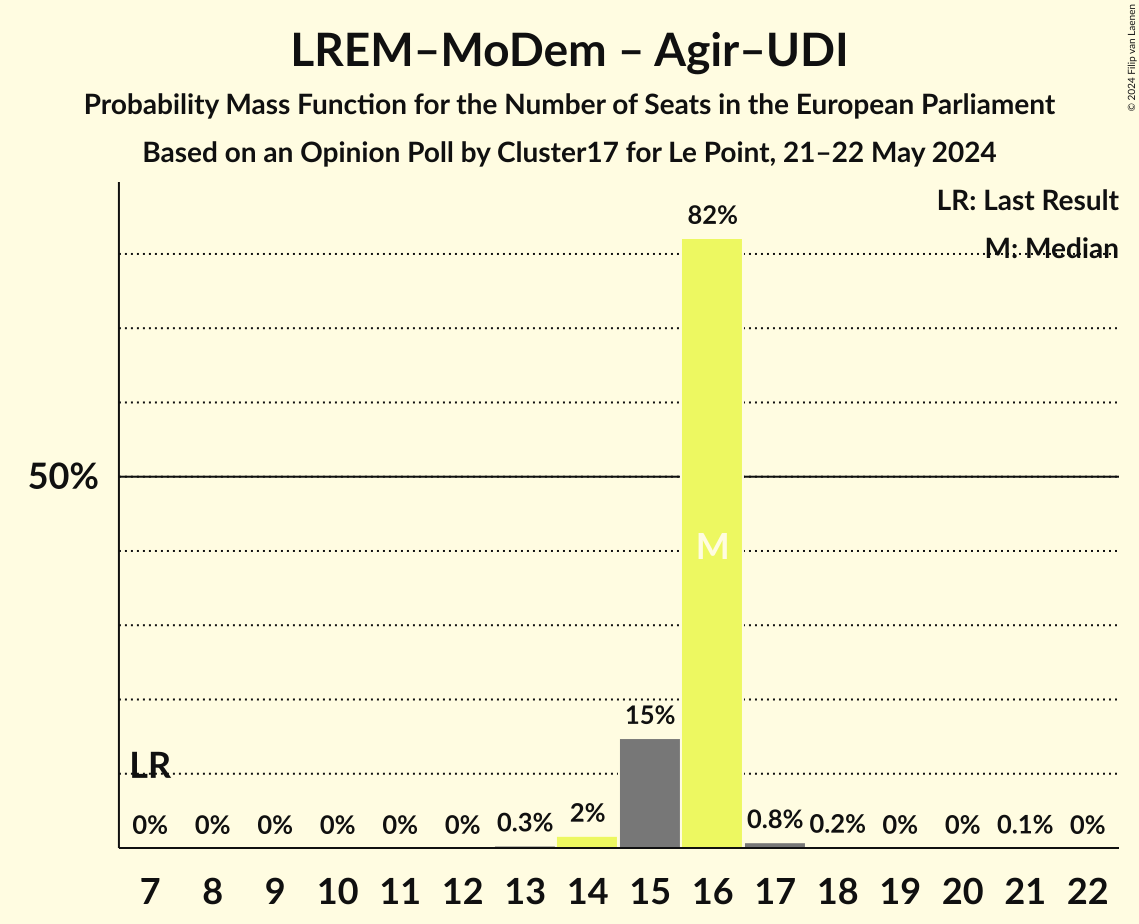 LREM–MoDem – Agir–UDI
Probability Mass Function for the Number of Seats in the European Parliament
Based on an Opinion Poll by Cluster17 for Le Point, 21–22 May 2024
© 2024 Filip van Laenen
LR: Last Result
M: Median
82%
50%
M
15%
LR
0% 0% 0% 0% 0% 0% 0.3% 2% 0.8% 0.2% 0% 0% 0.1% 0%
7 8 9 10 11 12 13 14 15 16 17 18 19 20 21 22